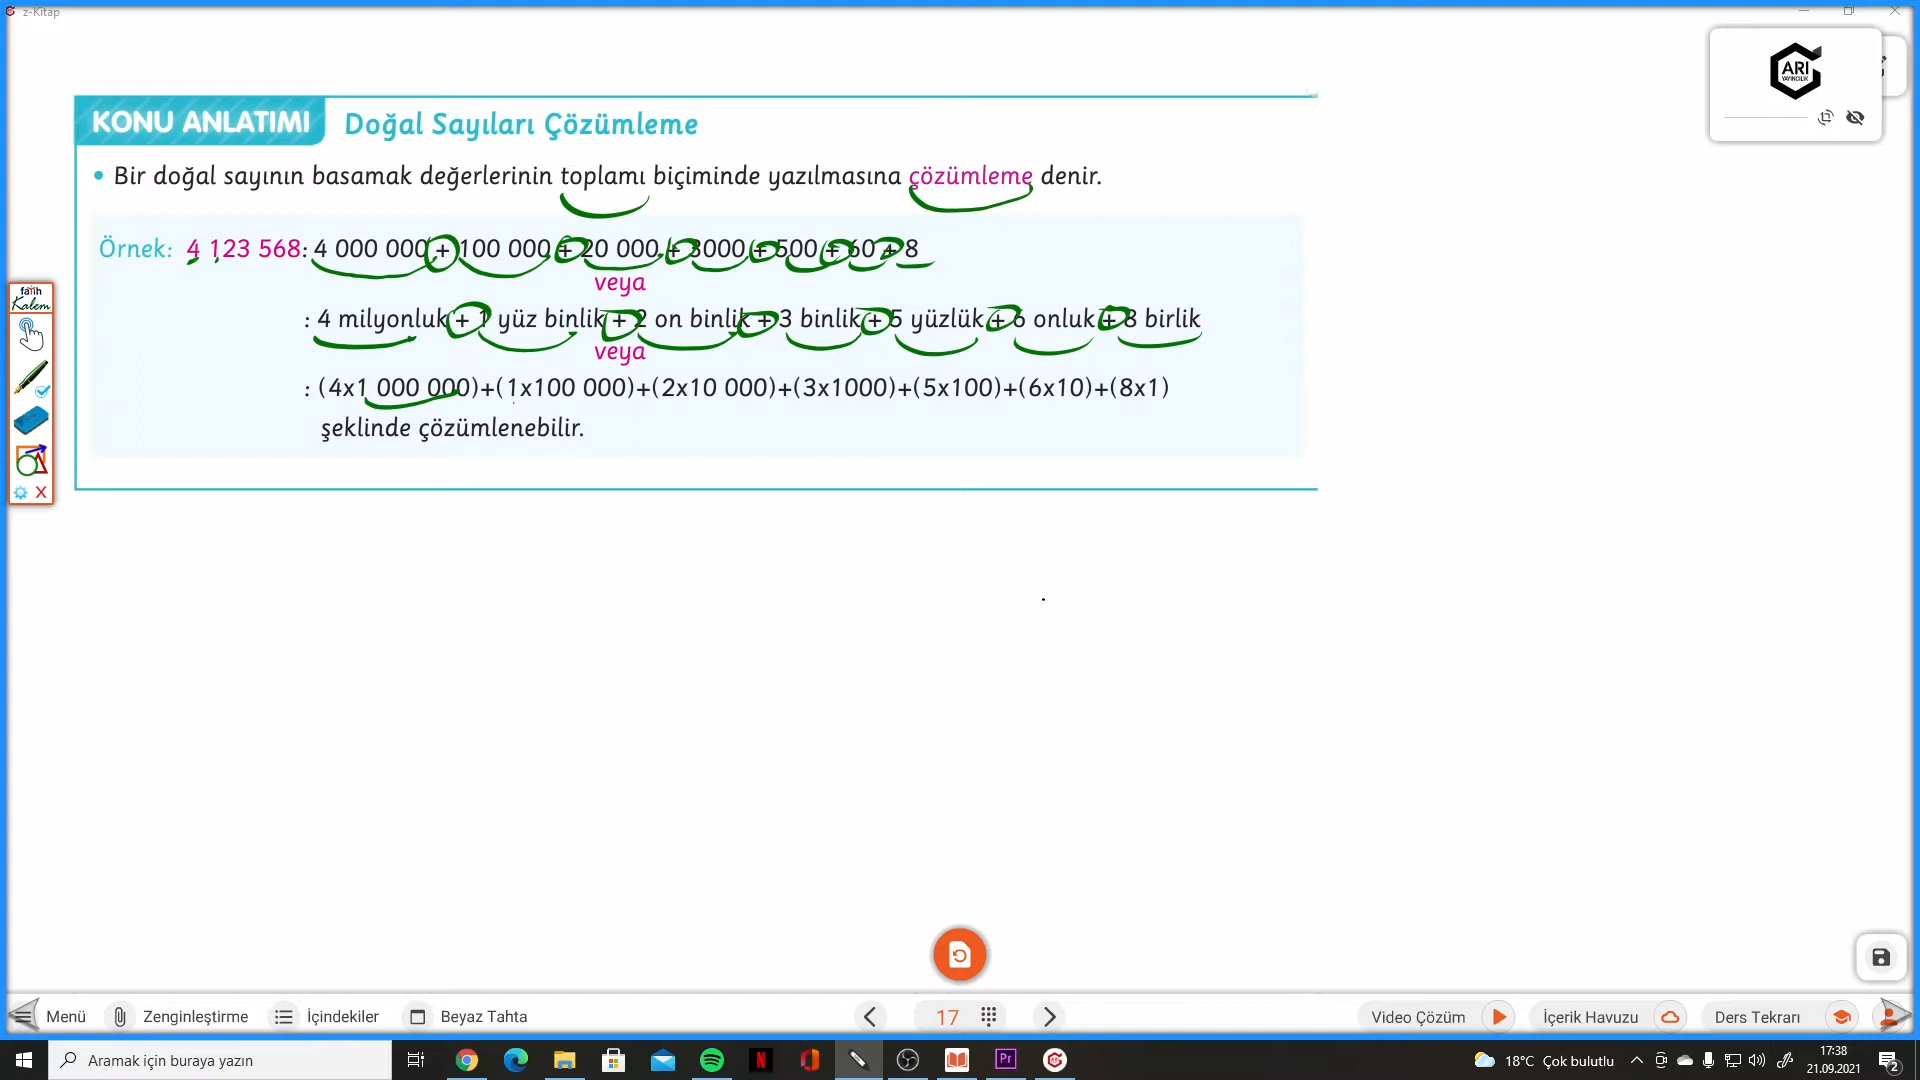 z-Kitap
ARI
YAYINCILIK
KONU ANLATIMI Doğal Sayıları Çözümleme
• Bir doğal sayının basamak değerlerinin toplamı biçiminde yazılmasına çözümleme denir.
Örnek: 4 123 568: 4 000 000 + 100 000 + 20 000 + 3000 + 500 + 60 + 8
veya
: 4 milyonluk + 1 yüz binlik + 2 on binlik + 3 binlik + 5 yüzlük + 6 onluk + 8 birlik
veya
: (4x1 000 000)+(1x100 000)+(2x10 000)+(3x1000)+(5x100)+(6x10)+(8x1)
şeklinde çözümlenebilir.
fatih
Kalem
X
Menü Zenginleştirme İçindekiler Beyaz Tahta 17 Video Çözüm İçerik Havuzu Ders Tekrarı
Aramak için buraya yazın N Pr 18°C Çok bulutlu 17:38
21.09.2021 2